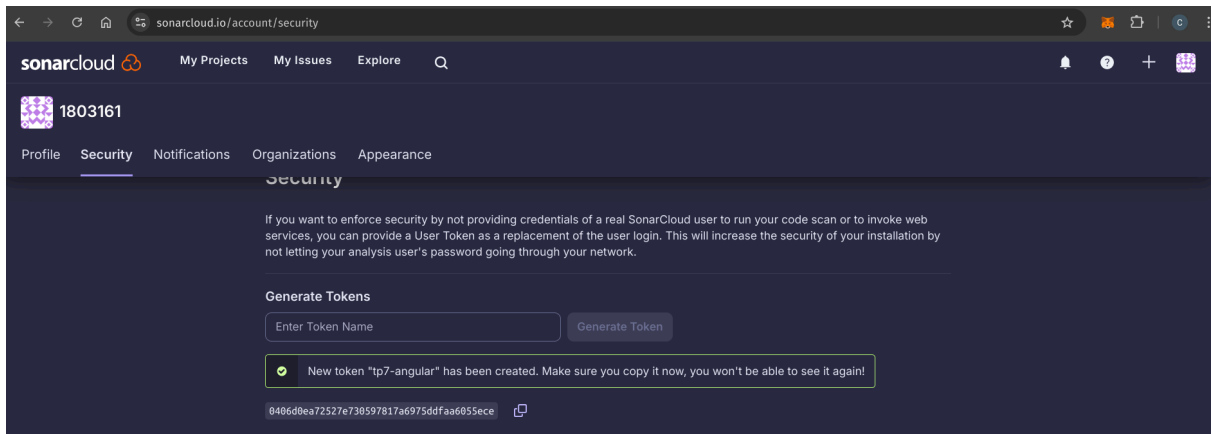 sonarcloud.io/account/security
C
sonarcloud My Projects My Issues Explore
1803161
Profile Security Notifications Organizations Appearance
Security
If you want to enforce security by not providing credentials of a real SonarCloud user to run your code scan or to invoke web
services, you can provide a User Token as a replacement of the user login. This will increase the security of your installation by
not letting your analysis user's password going through your network.
Generate Tokens
Enter Token Name Generate Token
New token "tp7-angular" has been created. Make sure you copy it now, you won't be able to see it again!
0406d0ea72527e730597817a6975ddfaa6055ece